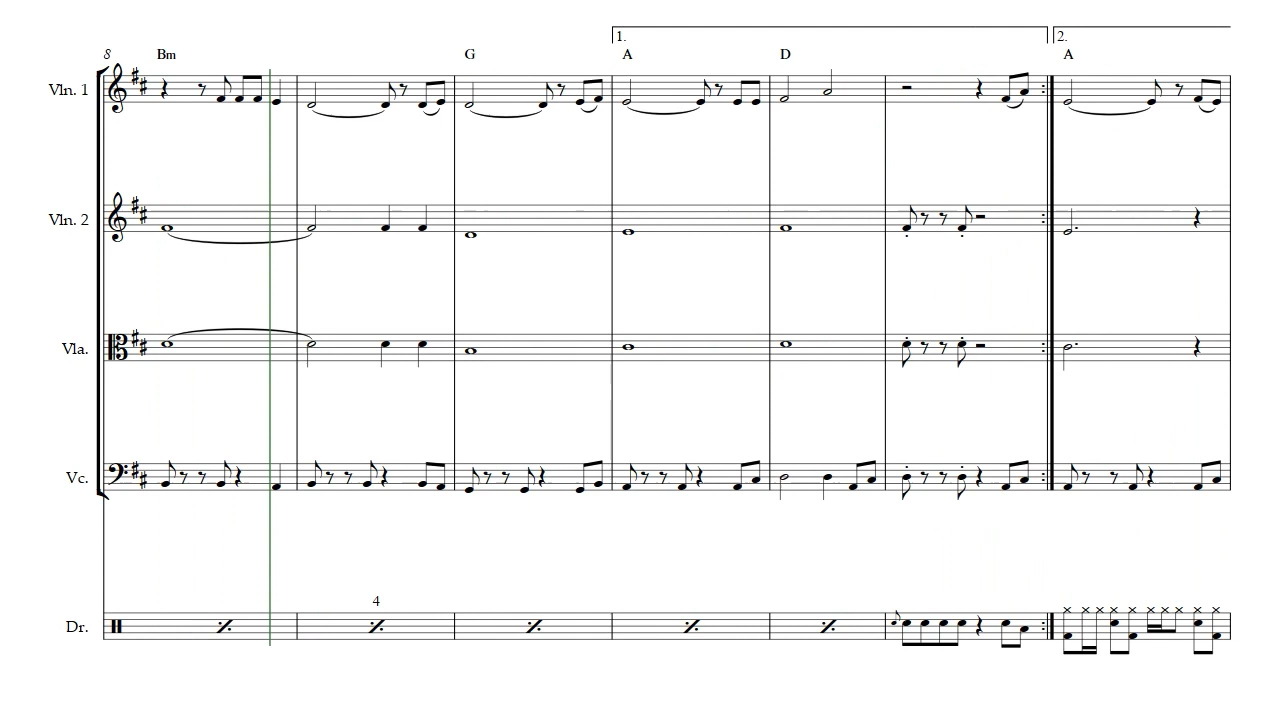 1. 2.
8 Bm G A D A
Vln. 1
Vln. 2
Vla.
Vc.
4
Dr.